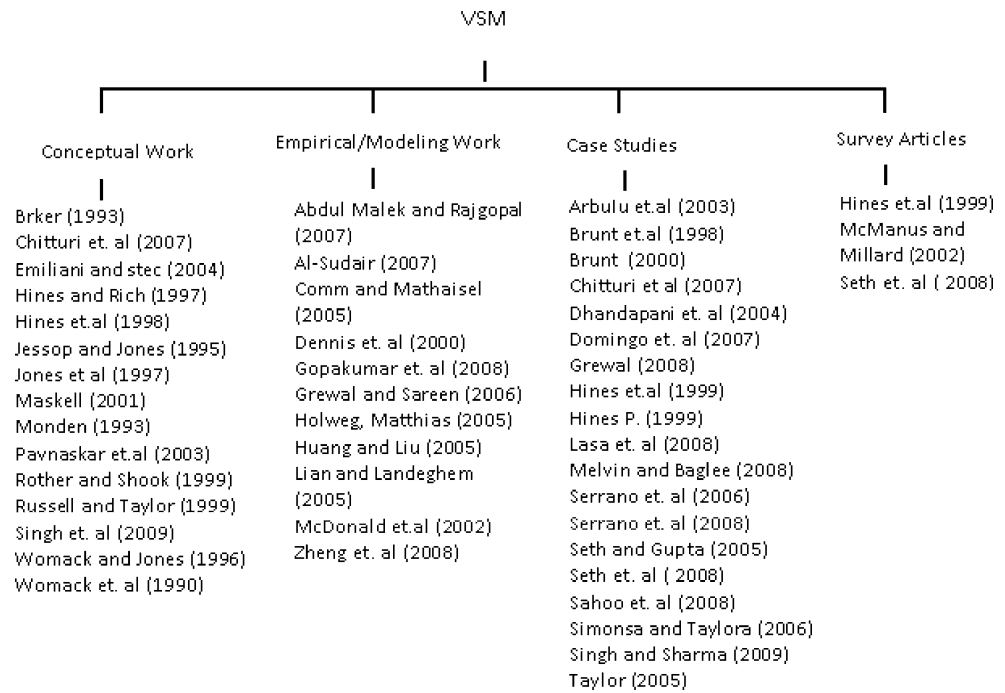 VSM
Conceptual Work
Brker (1993)
Chitturi et. al (2007)
Emiliani and stec (2004)
Hines and Rich (1997)
Hines et.al (1998)
Jessop and Jones (1995)
Jones et al (1997)
Maskell (2001)
Monden (1993)
Pavnaskar et.al (2003)
Rother and Shook (1999)
Russell and Taylor (1999)
Singh et. al (2009)
Womack and Jones (1996)
Womack et. al (1990)
Empirical/Modeling Work
Abdul Malek and Rajgopal
(2007)
Al-Sudair (2007)
Comm and Mathaisel
(2005)
Dennis et. al (2000)
Gopakumar et. al (2008)
Grewal and Sareen (2006)
Holweg, Matthias (2005)
Huang and Liu (2005)
Lian and Landeghem
(2005)
McDonald et.al (2002)
Zheng et. al (2008)
Case Studies
Arbulu et.al (2003)
Brunt et.al (1998)
Brunt (2000)
Chitturi et al (2007)
Dhandapani et. al (2004)
Domingo et. al (2007)
Grewal (2008)
Hines et.al (1999)
Hines P. (1999)
Lasa et. al (2008)
Melvin and Baglee (2008)
Serrano et. al (2006)
Serrano et. al (2008)
Seth and Gupta (2005)
Seth et. al ( 2008)
Sahoo et. al (2008)
Simonsa and Taylora (2006)
Singh and Sharma (2009)
Taylor (2005)
Survey Articles
Hines et.al (1999)
McManus and
Millard (2002)
Seth et. al ( 2008)